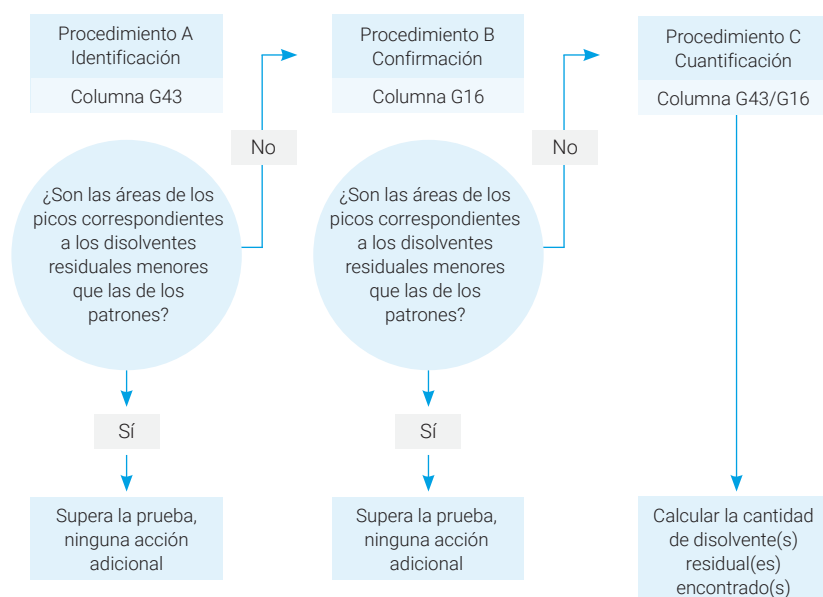 Procedimiento A
Identificación
Columna G43
No
¿Son las áreas de los
picos correspondientes
a los disolventes
residuales menores
que las de los
patrones?
Sí
Supera la prueba,
ninguna acción
adicional
Procedimiento B
Confirmación
Columna G16
No
¿Son las áreas de los
picos correspondientes
a los disolventes
residuales menores
que las de los
patrones?
Sí
Supera la prueba,
ninguna acción
adicional
Procedimiento C
Cuantificación
Columna G43/G16
Calcular la cantidad
de disolvente(s)
residual(es)
encontrado(s)